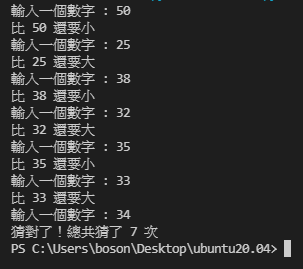 輸入一個數字 : 50
比 50 還要小
輸入一個數字 : 25
比 25 還要大
輸入一個數字 : 38
比 38 還要小
輸入一個數字 : 32
比 32 還要大
輸入一個數字 : 35
比 35 還要小
輸入一個數字 : 33
比 33 還要大
輸入一個數字 : 34
猜對了！總共猜了 7 次
PS C:\Users\boson\Desktop\ubuntu20.04>